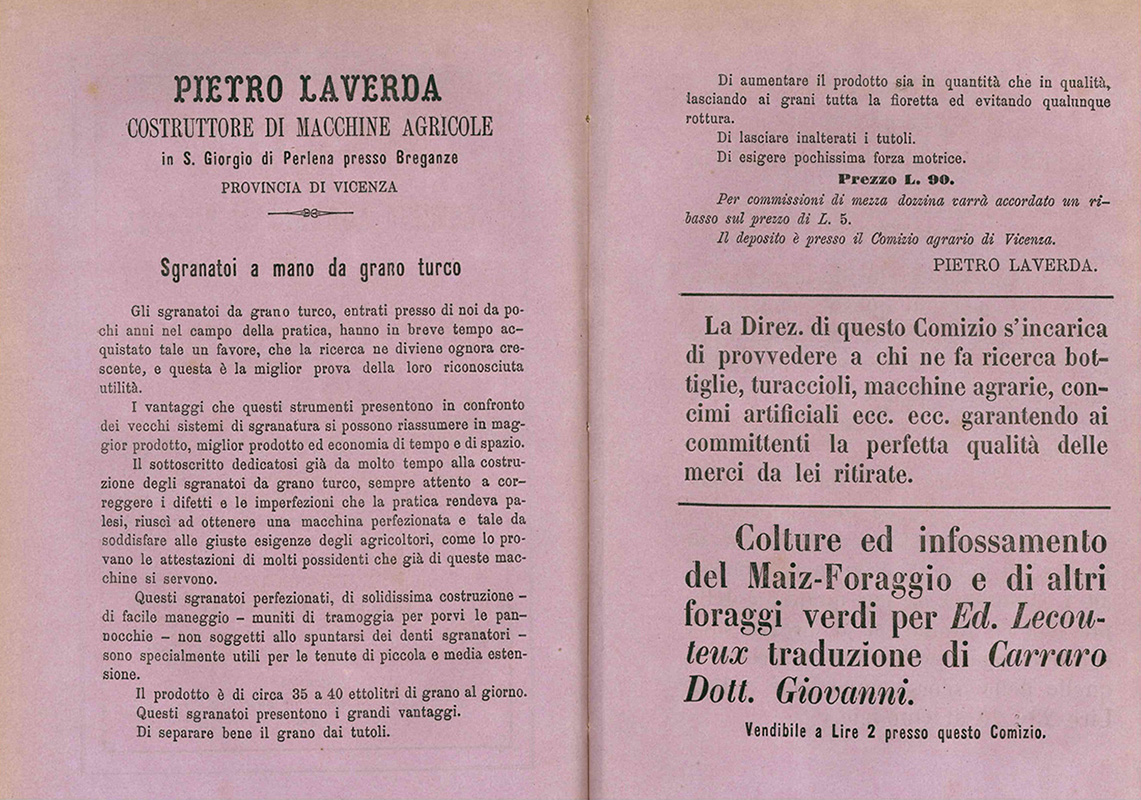 PIETRO LAVERDA
COSTRUTTORE DI MACCHINE AGRICOLE
in S. Giorgio di Perlena presso Breganze
PROVINCIA DI VICENZA
Sgranatoi a mano da grano turco
Gli sgranatoi da grano turco, entrati presso di noi da po-
chi anni nel campo della pratica, hanno in breve tempo ac-
quistato tale un favore, che la ricerca ne diviene ognora cre-
scente, e questa è la miglior prova della loro riconosciuta
utilità.
I vantaggi che questi strumenti presentono in confronto
dei vecchi sistemi di sgranatura si possono riassumere in mag-
gior prodotto, miglior prodotto ed economia di tempo e di spazio.
Il sottoscritto dedicatosi già da molto tempo alla costru-
zione degli sgranatoi da grano turco, sempre attento a cor-
reggere i difetti e le imperfezioni che la pratica rendeva pa-
lesi, riuscì ad ottenere una macchina perfezionata e tale da
soddisfare alle giuste esigenze degli agricoltori, come lo pro-
vano le attestazioni di molti possidenti che già di queste mac-
chine si servono.
Questi sgranatoi perfezionati, di solidissima costruzione -
di facile maneggio - muniti di tramoggia per porvi le pan-
nocchie - non soggetti allo spuntarsi dei denti sgranatori -
sono specialmente utili per le tenute di piccola e media esten-
sione.
Il prodotto è di circa 35 a 40 ettolitri di grano al giorno.
Questi sgranatoi presentono i grandi vantaggi.
Di separare bene il grano dai tutoli.
Di aumentare il prodotto sia in quantità che in qualità,
lasciando ai grani tutta la fioretta ed evitando qualunque
rottura.
Di lasciare inalterati i tutoli.
Di esigere pochissima forza motrice.
Prezzo L. 90.
Per commissioni di mezza dozzina varrà accordato un ri-
basso sul prezzo di L. 5.
Il deposito è presso il Comizio agrario di Vicenza.
PIETRO LAVERDA.
La Direz. di questo Comizio s'incarica
di provvedere a chi ne fa ricerca bot-
tiglie, turaccioli, macchine agrarie, con-
cimi artificiali ecc. ecc. garantendo ai
committenti la perfetta qualità delle
merci da lei ritirate.
Colture ed infossamento
del Maiz-Foraggio e di altri
foraggi verdi per Ed. Lecou-
teux traduzione di Carraro
Dott. Giovanni.
Vendibile a Lire 2 presso questo Comizio.